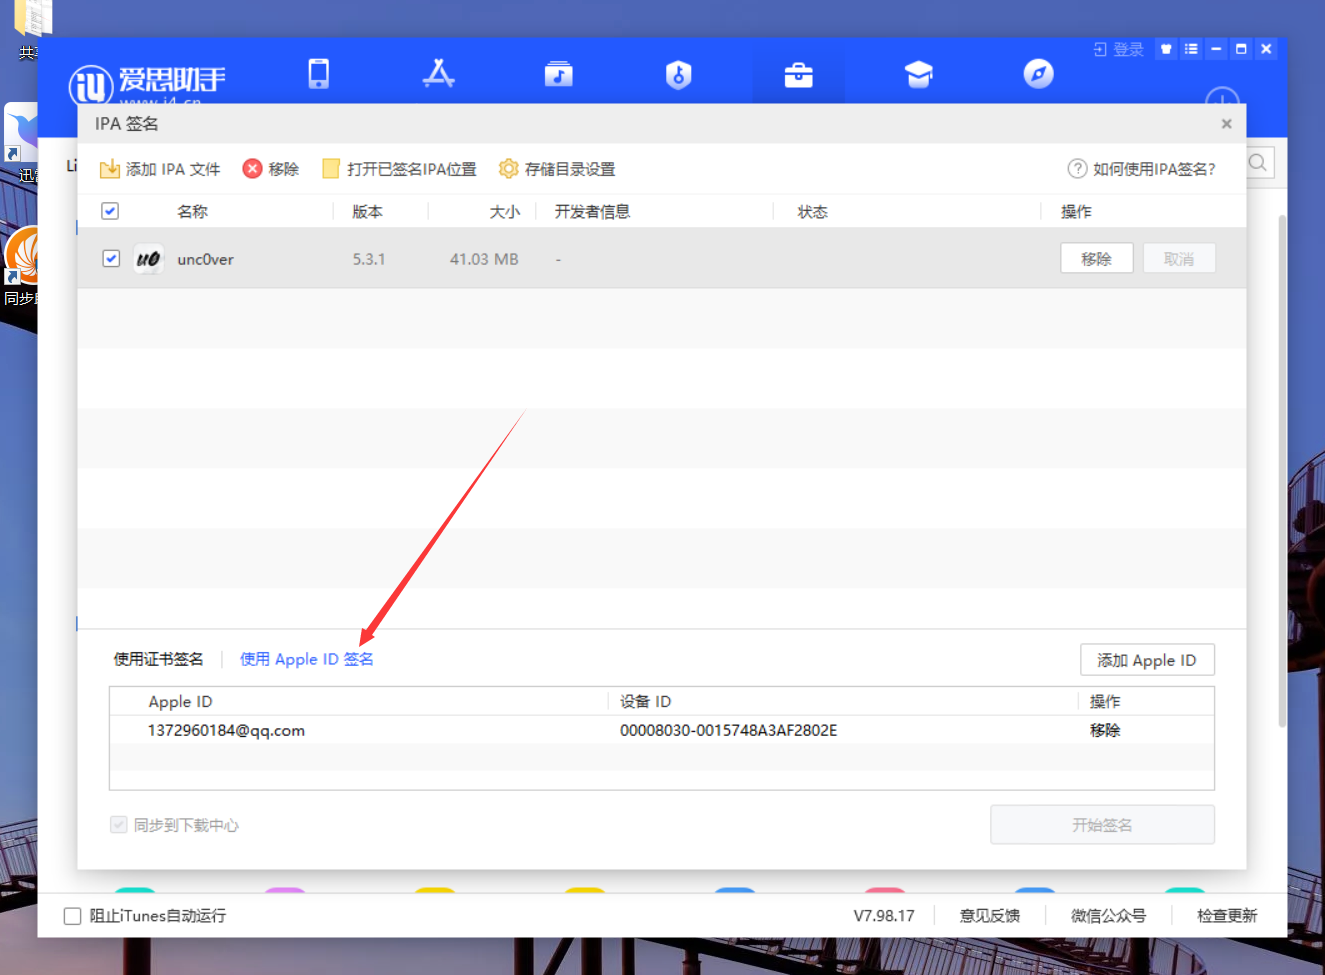 登录
iU 爱思助手
www.i4.cn
IPA 签名
添加 IPA 文件 移除 打开已签名IPA位置 存储目录设置 如何使用IPA签名?
名称 版本 大小 开发者信息 状态 操作
u0 unc0ver 5.3.1 41.03 MB - 移除 取消
同步
使用证书签名 使用 Apple ID 签名 添加 Apple ID
Apple ID 设备 ID 操作
1372960184@qq.com 00008030-0015748A3AF2802E 移除
同步到下载中心 开始签名
阻止iTunes自动运行 V7.98.17 意见反馈 微信公众号 检查更新